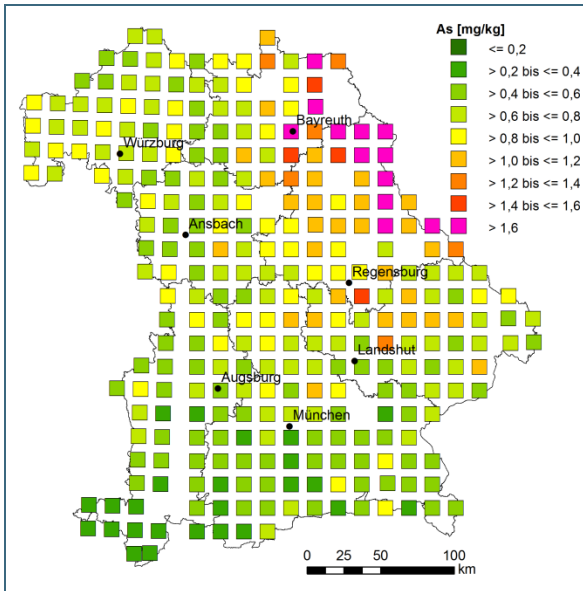 As [mg/kg]
<= 0,2
> 0,2 bis <= 0,4
> 0,4 bis <= 0,6
> 0,6 bis <= 0,8
> 0,8 bis <= 1,0
> 1,0 bis <= 1,2
> 1,2 bis <= 1,4
> 1,4 bis <= 1,6
> 1,6
Bayreuth
Würzburg
Ansbach
Regensburg
Landshut
Augsburg
München
0 25 50 100
km